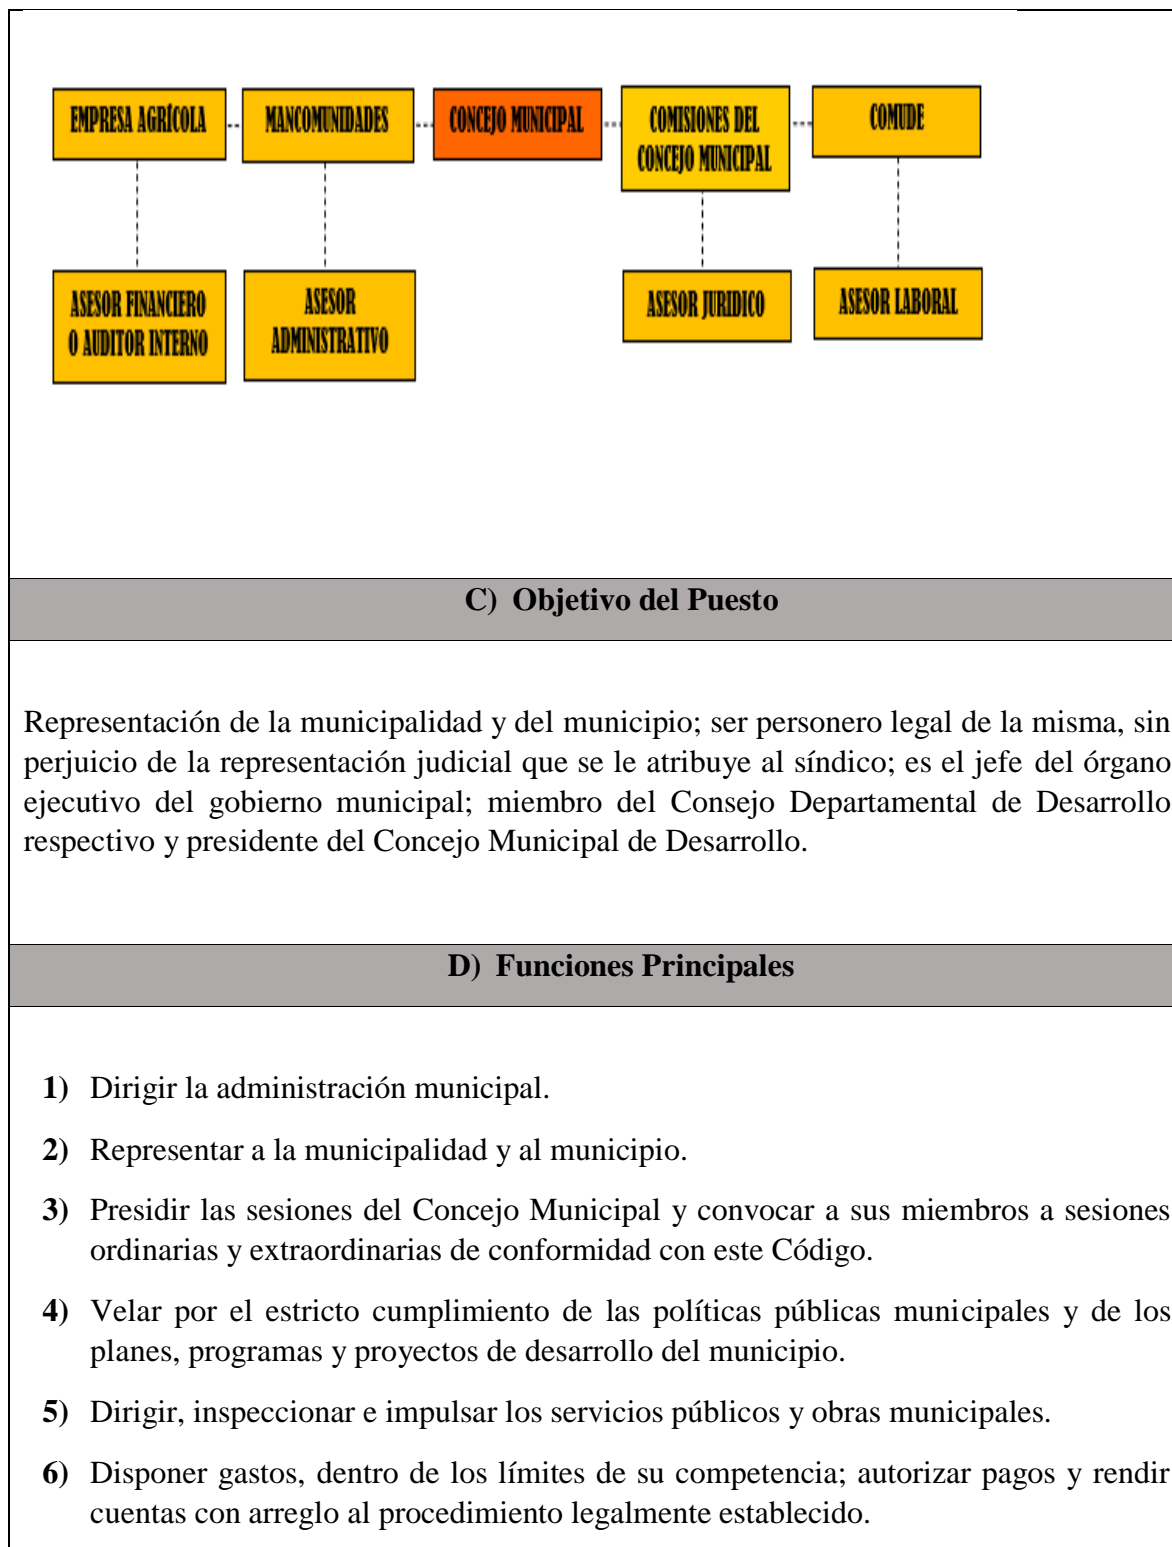 EMPRESA AGRÍCOLA
MANCOMUNIDADES
CONCEJO MUNICIPAL
COMISIONES DEL
CONCEJO MUNICIPAL
COMUDE
ASESOR FINANCIERO
O AUDITOR INTERNO
ASESOR
ADMINISTRATIVO
ASESOR JURIDICO
ASESOR LABORAL
C) Objetivo del Puesto
Representación de la municipalidad y del municipio; ser personero legal de la misma, sin
perjuicio de la representación judicial que se le atribuye al síndico; es el jefe del órgano
ejecutivo del gobierno municipal; miembro del Consejo Departamental de Desarrollo
respectivo y presidente del Concejo Municipal de Desarrollo.
D) Funciones Principales
1) Dirigir la administración municipal.
2) Representar a la municipalidad y al municipio.
3) Presidir las sesiones del Concejo Municipal y convocar a sus miembros a sesiones
ordinarias y extraordinarias de conformidad con este Código.
4) Velar por el estricto cumplimiento de las políticas públicas municipales y de los
planes, programas y proyectos de desarrollo del municipio.
5) Dirigir, inspeccionar e impulsar los servicios públicos y obras municipales.
6) Disponer gastos, dentro de los límites de su competencia; autorizar pagos y rendir
cuentas con arreglo al procedimiento legalmente establecido.